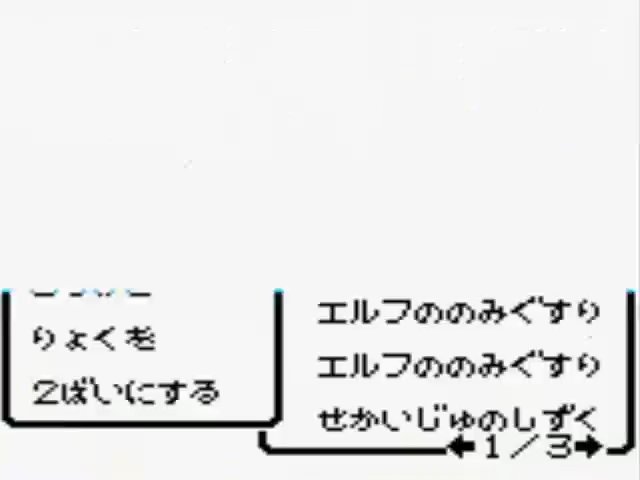 りょくを
2ばいにする
エルフののみぐすり
エルフののみぐすり
せかいじゅのしずく
←1/3→